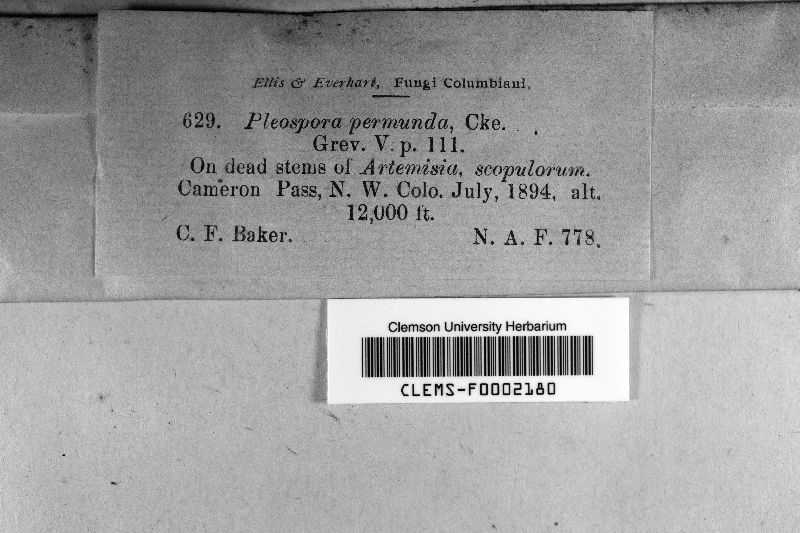 Ellis & Everhart, Fungi Columbiani,
629. Pleospora permunda, Cke.
Grev. V. p. 111.
On dead stems of Artemisia, scopulorum.
Cameron Pass, N. W. Colo. July, 1894, alt.
12,000 ft.
C. F. Baker. N. A. F. 778.
Clemson University Herbarium
CLEMS-F0002180